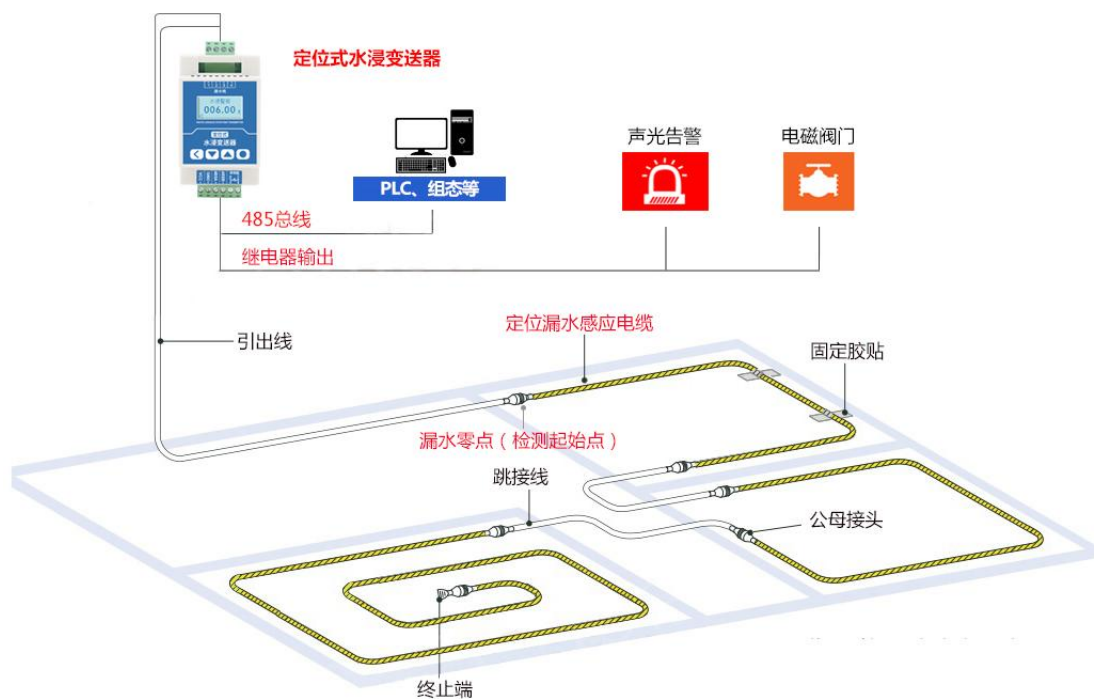 定位式水浸变送器
006.00
定位式
水浸变送器
PLC、组态等
声光告警
电磁阀门
485总线
继电器输出
引出线
定位漏水感应电缆
固定胶贴
漏水零点（检测起始点）
跳接线
公母接头
终止端